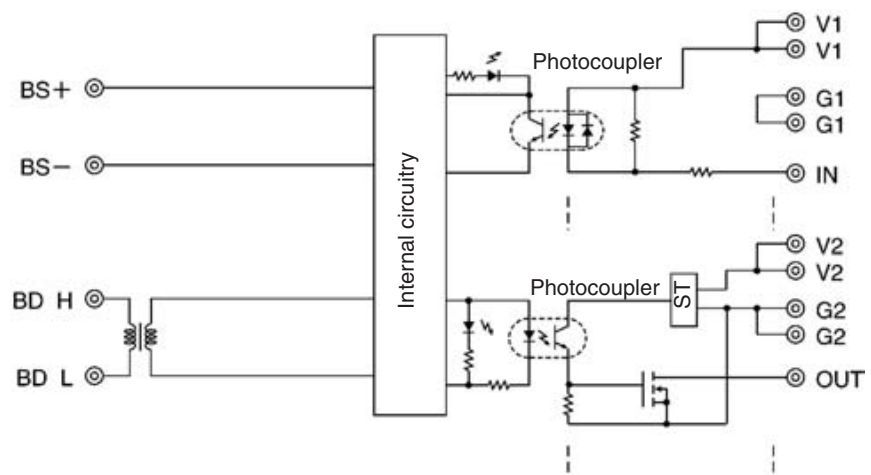 V1
Photocoupler
V1
BS+
G1
G1
BS−
IN
Internal circuitry
V2
Photocoupler
ST
V2
BD H
G2
G2
BD L
OUT